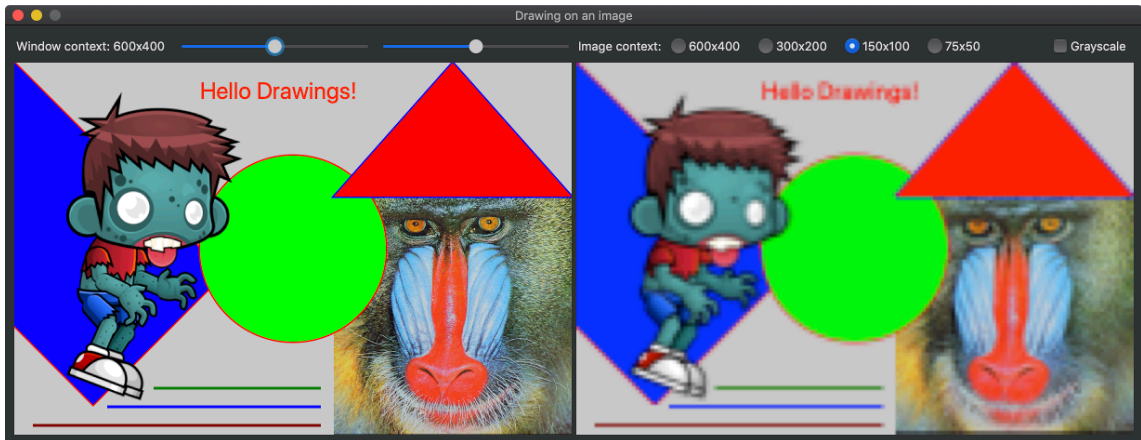 Drawing on an image
Window context: 600x400
Image context: 600x400 300x200 150x100 75x50 Grayscale
Hello Drawings!
Hello Drawings!